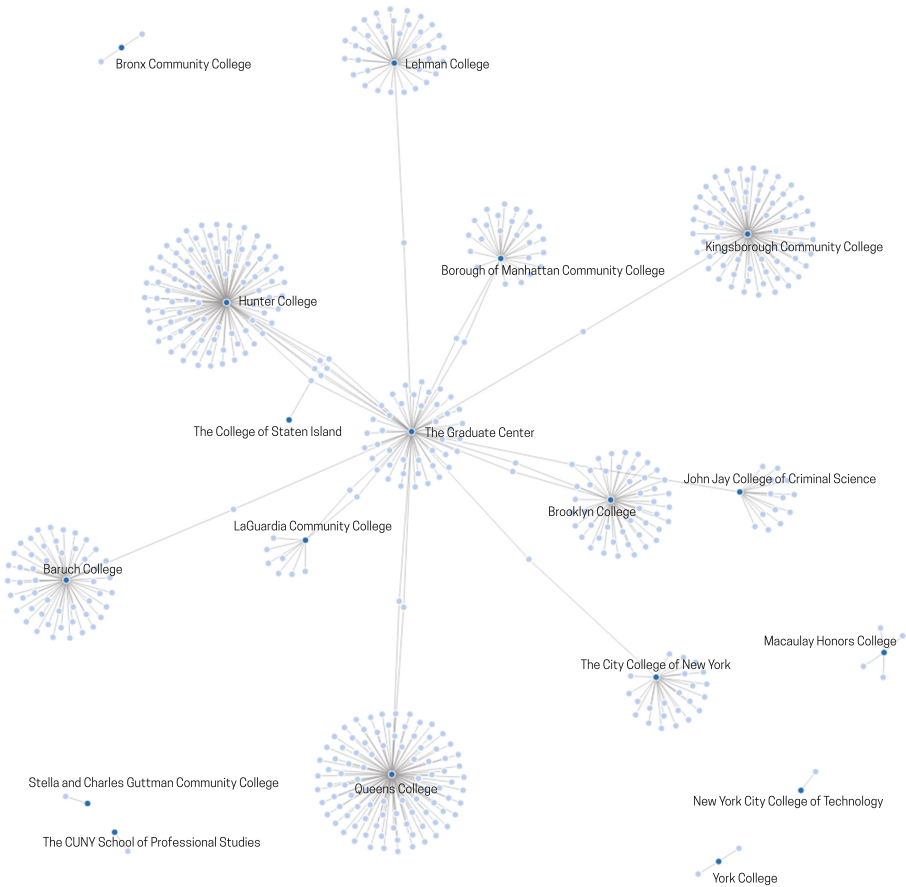 Bronx Community College
Lehman College
Kingsborough Community College
Borough of Manhattan Community College
Hunter College
The College of Staten Island
The Graduate Center
John Jay College of Criminal Science
Brooklyn College
LaGuardia Community College
Baruch College
Macaulay Honors College
The City College of New York
Stella and Charles Guttman Community College
Queens College
New York City College of Technology
The CUNY School of Professional Studies
York College